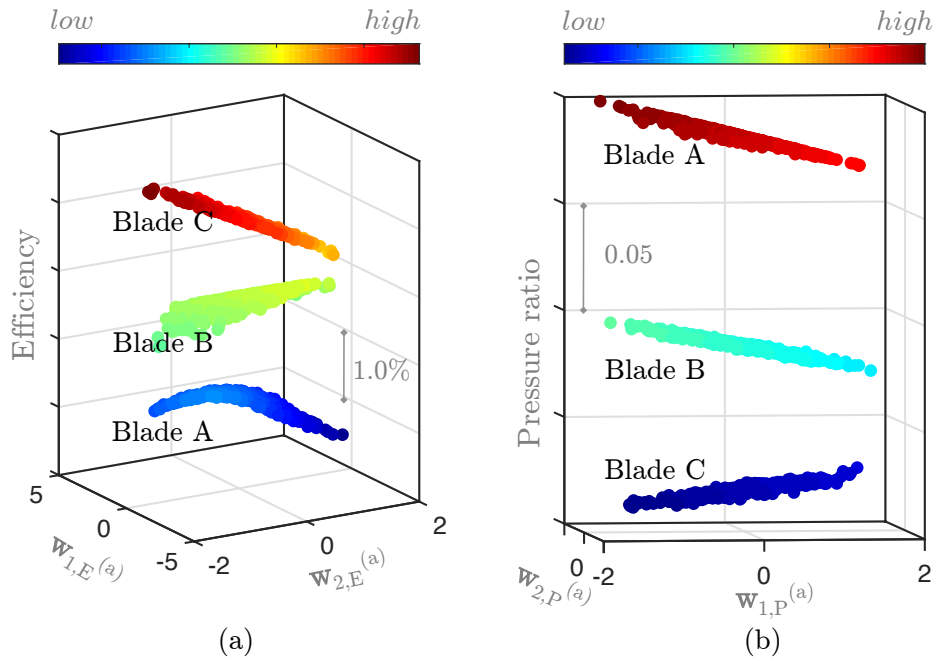 low high
Efficiency
Blade C
Blade B
1.0%
Blade A
5
0
-5
w1,E(a)
-2
0
2
w2,E(a)
(a)
low high
Pressure ratio
Blade A
0.05
Blade B
Blade C
0
w2,P(a)
-2
0
2
w1,P(a)
(b)